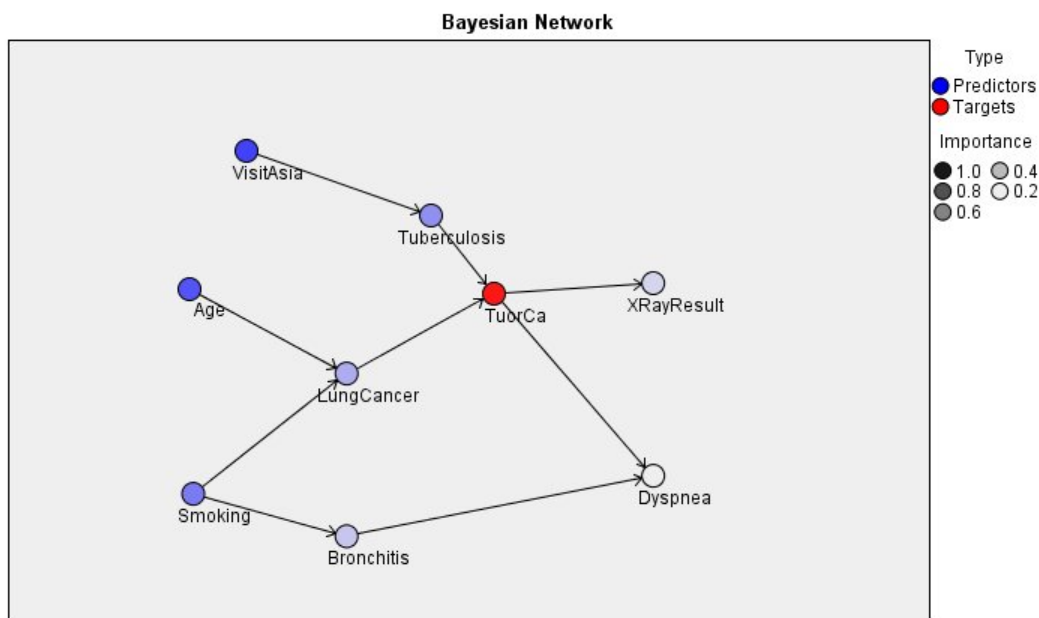 Bayesian Network
Type
Predictors
Targets
Importance
1.0 0.4
0.8 0.2
0.6
VisitAsia
Tuberculosis
Age
TuorCa
XRayResult
LungCancer
Smoking
Dyspnea
Bronchitis